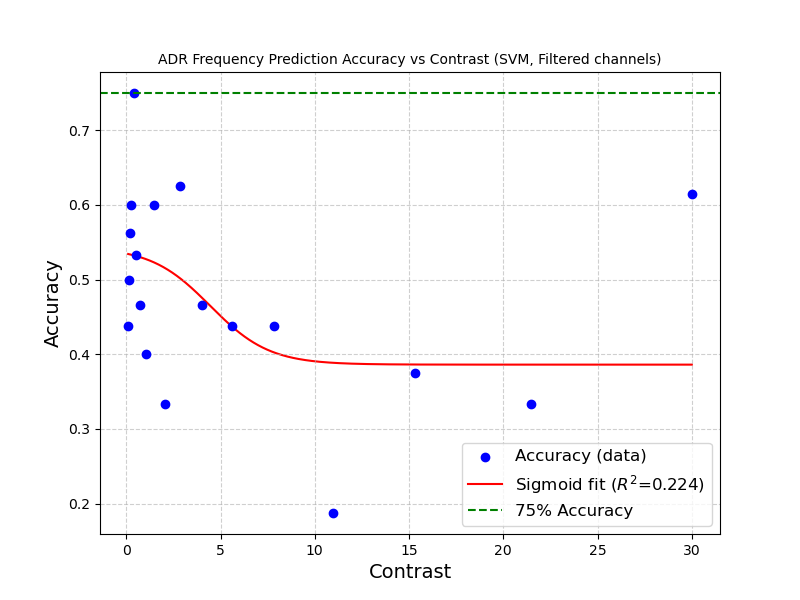 ADR Frequency Prediction Accuracy vs Contrast (SVM, Filtered channels)
Accuracy
0.7
0.6
0.5
0.4
0.3
0.2
0
5
10
15
20
25
30
Contrast
Accuracy (data)
Sigmoid fit (R²=0.224)
75% Accuracy